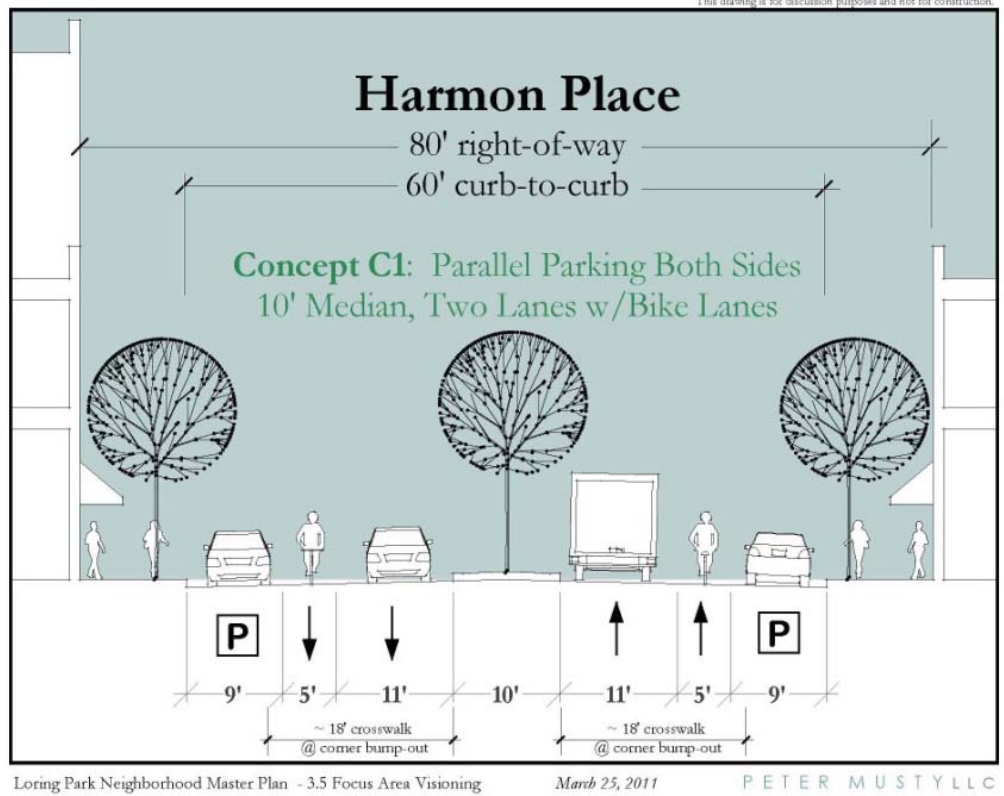 This drawing is for discussion purposes and not for construction.
Harmon Place
80' right-of-way
60' curb-to-curb
Concept C1: Parallel Parking Both Sides
10' Median, Two Lanes w/Bike Lanes
P P
9' 5' 11' 10' 11' 5' 9'
~ 18' crosswalk
@ corner bump-out
~ 18' crosswalk
@ corner bump-out
Loring Park Neighborhood Master Plan - 3.5 Focus Area Visioning March 25, 2011 PETER MUSTY LLC